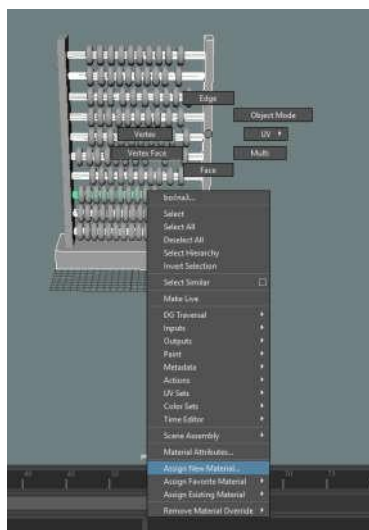 Edge
Object Mode
Vertex
UV
Vertex Face
Multi
Face
Select
Select All
Deselect All
Select Hierarchy
Invert Selection
Select Similar
Make Live
DG Traversal
Inputs
Outputs
Paint
Metadata
Actions
UV Sets
Color Sets
Time Editor
Scene Assembly
Material Attributes...
Assign New Material...
Assign Favorite Material
Assign Existing Material
Remove Material Override